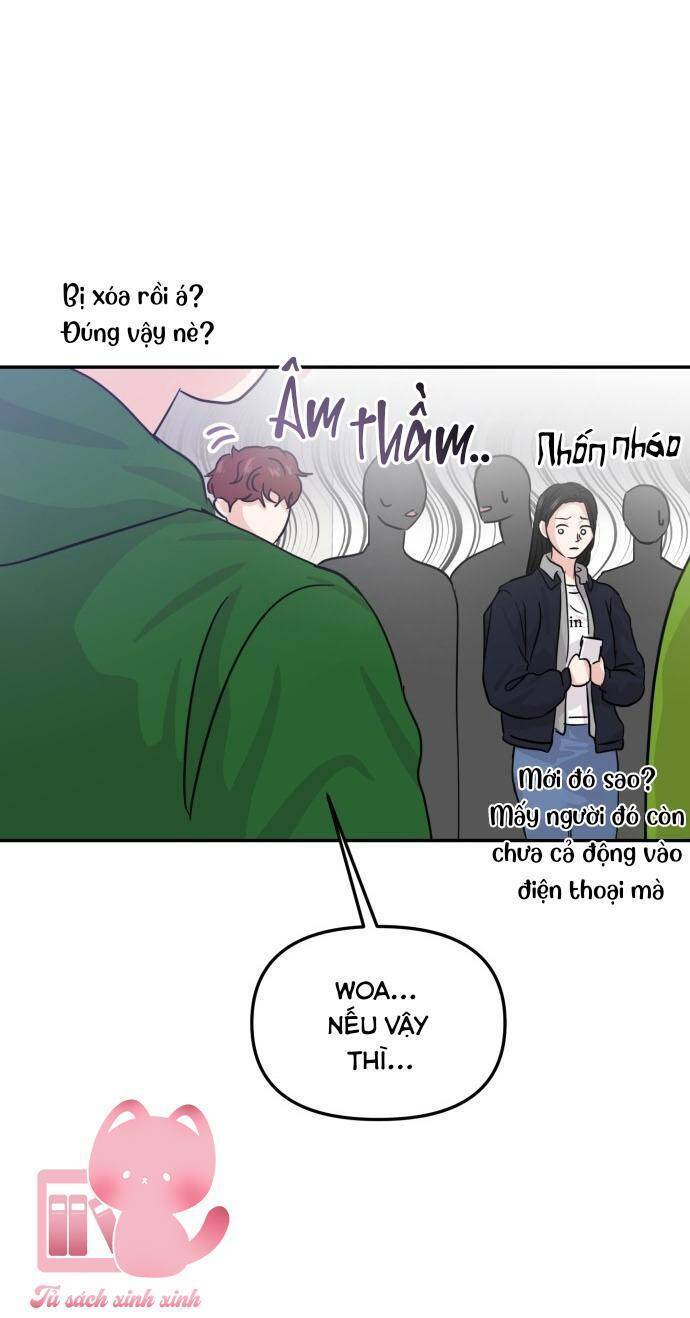 Bị xóa rồi á?
Đúng vậy nè?
Âm thầm..
Nhốn nháo
in
Mới đó sao?
Mấy người đó còn
chưa cả động vào
điện thoại mà
WOA...
NẾU VẬY
THÌ...
Tủ sách xinh xinh